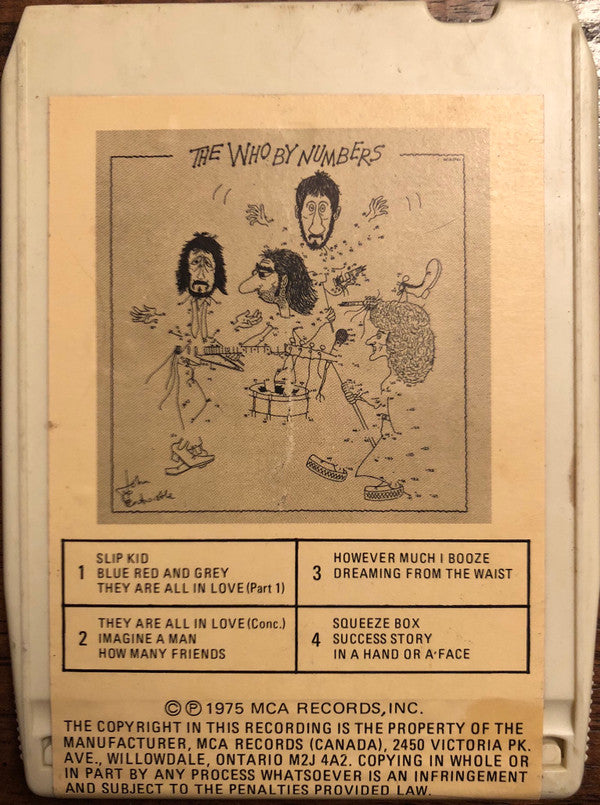 THE WHO BY NUMBERS
John Entwistle
1
SLIP KID
BLUE RED AND GREY
THEY ARE ALL IN LOVE (Part 1)
2
THEY ARE ALL IN LOVE (Conc.)
IMAGINE A MAN
HOW MANY FRIENDS
3
HOWEVER MUCH I BOOZE
DREAMING FROM THE WAIST
4
SQUEEZE BOX
SUCCESS STORY
IN A HAND OR A FACE
© ℗ 1975 MCA RECORDS, INC.
THE COPYRIGHT IN THIS RECORDING IS THE PROPERTY OF THE
MANUFACTURER, MCA RECORDS (CANADA), 2450 VICTORIA PK.
AVE., WILLOWDALE, ONTARIO M2J 4A2. COPYING IN WHOLE OR
IN PART BY ANY PROCESS WHATSOEVER IS AN INFRINGEMENT
AND SUBJECT TO THE PENALTIES PROVIDED LAW.